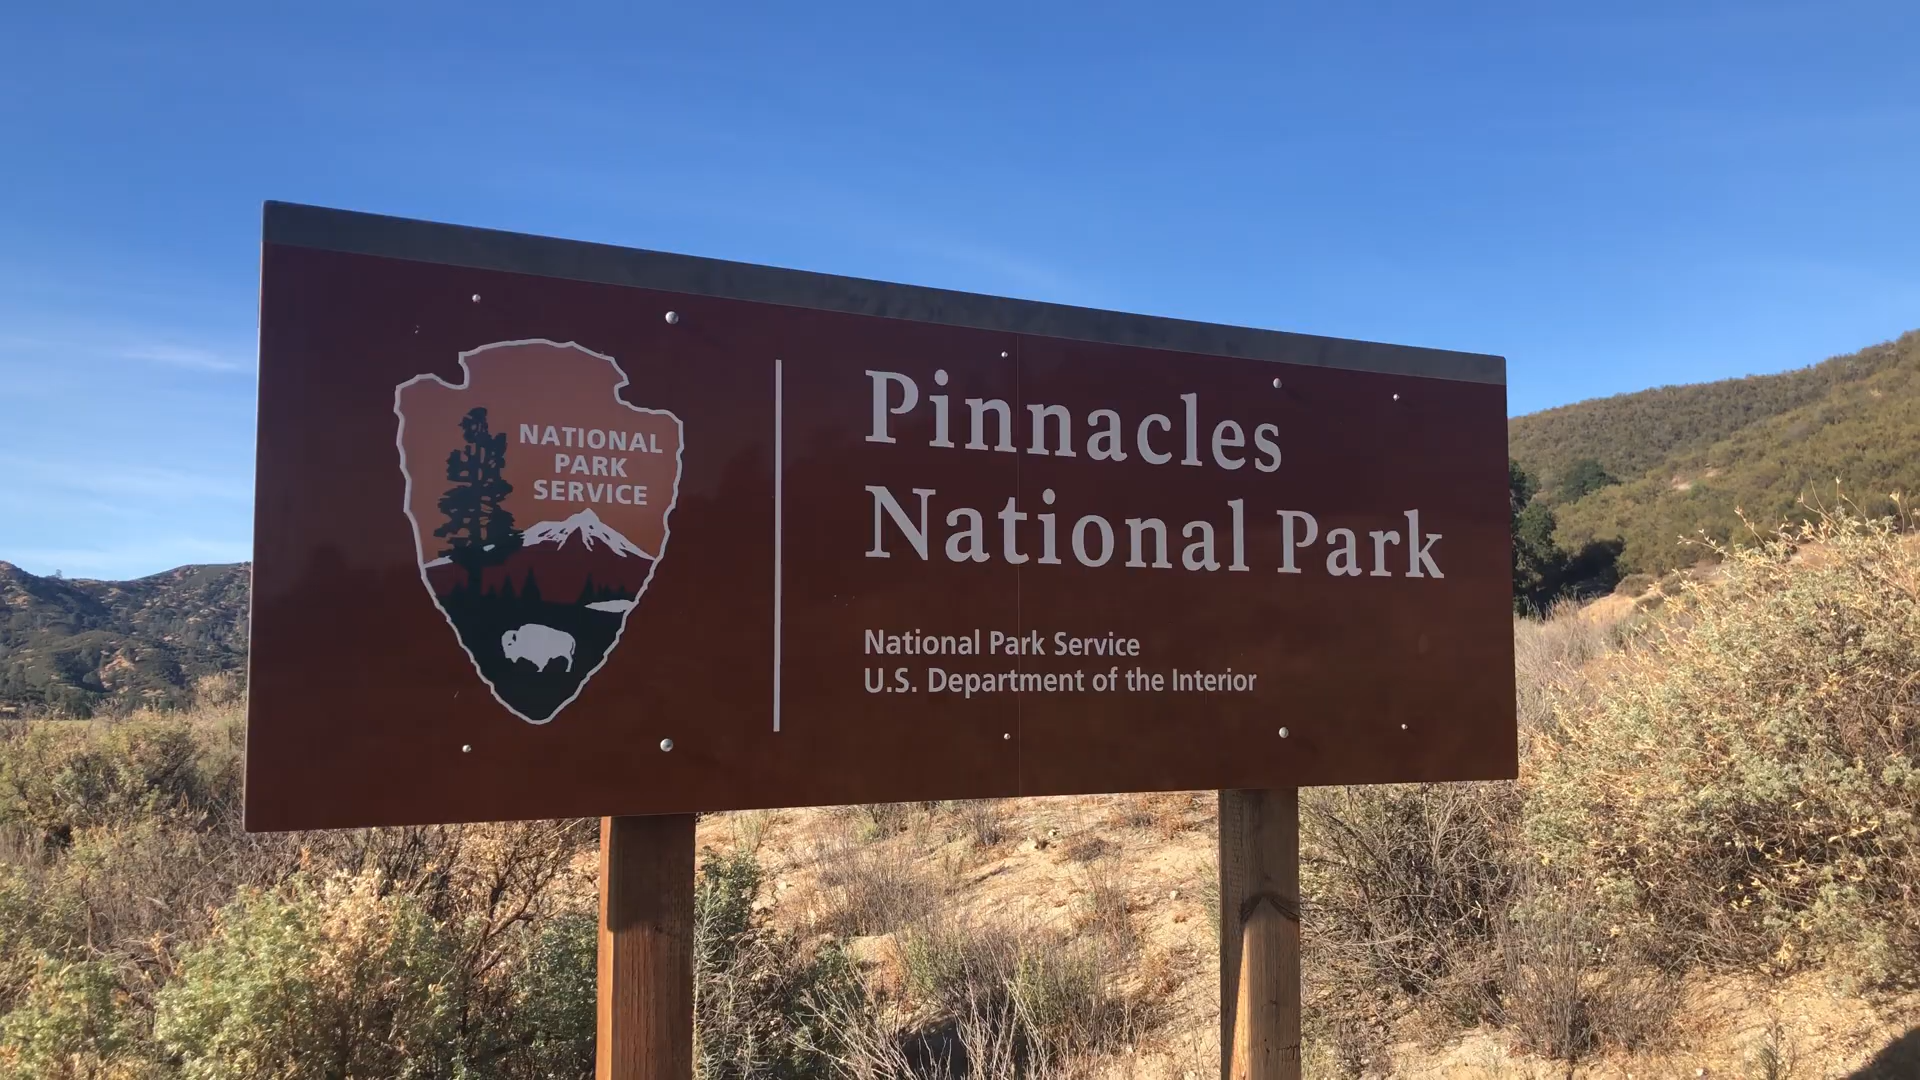 NATIONAL
PARK
SERVICE
Pinnacles
National Park
National Park Service
U.S. Department of the Interior